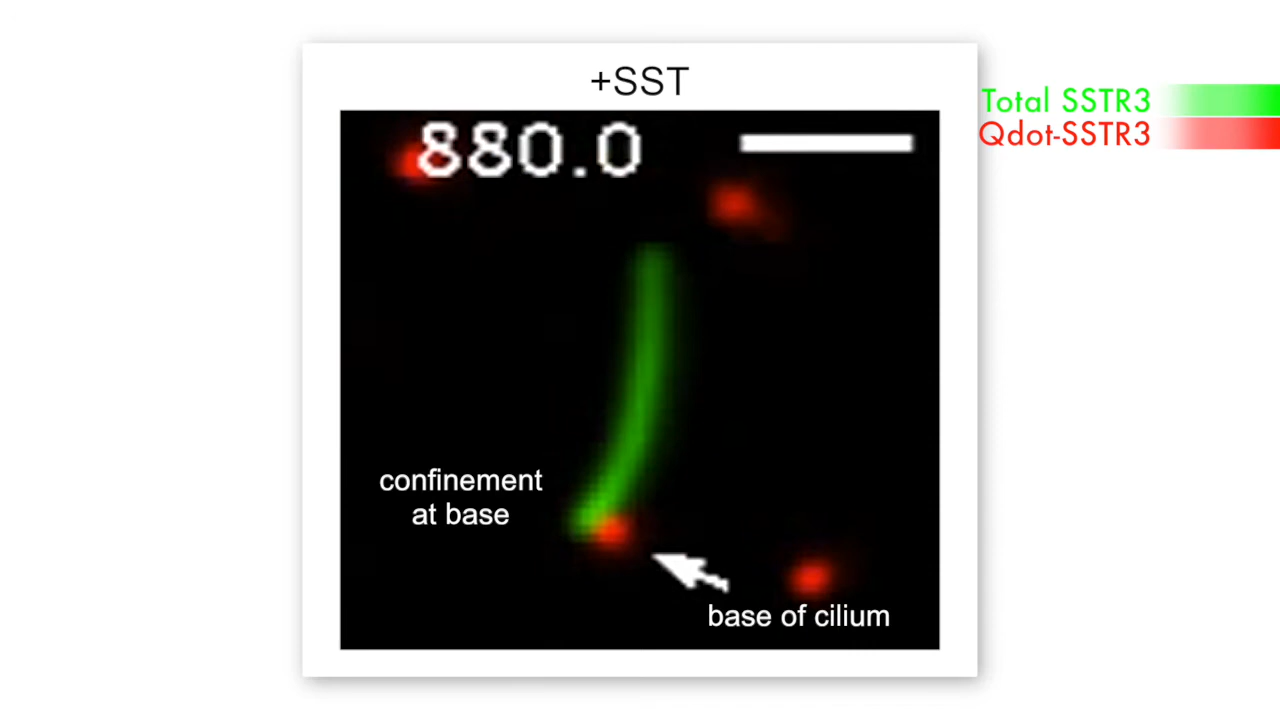 +SST
Total SSTR3
Qdot-SSTR3
880.0
confinement
at base
base of cilium